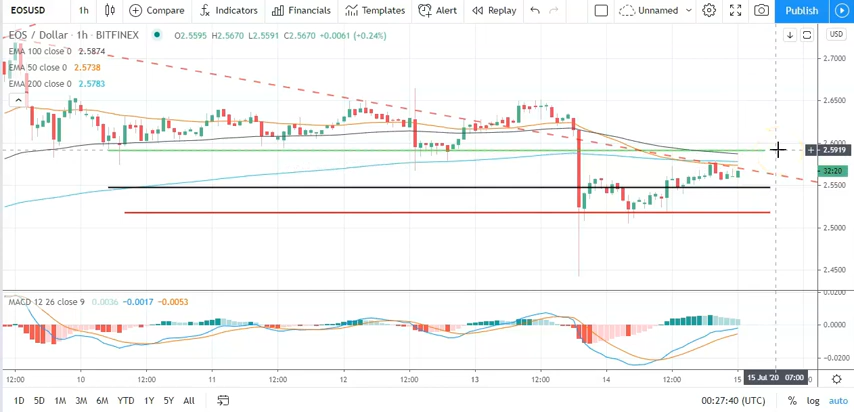 EOSUSD 1h Compare Indicators Financials Templates Alert Replay Unnamed Publish
EOS / Dollar · 1h · BITFINEX O2.5595 H2.5670 L2.5591 C2.5670 +0.0061 (+0.24%)
USD
EMA 100 close 0 2.5874
EMA 50 close 0 2.5738
EMA 200 close 0 2.5783
2.7000
2.6500
2.6000
2.5919
32:20
2.5500
2.5000
2.4500
MACD 12 26 close 9 0.0036 −0.0017 −0.0053
0.0200
0.0000
−0.0200
12:00 10 12:00 11 12:00 12 12:00 13 12:00 14 12:00 15 15 Jul '20 07:00
1D 5D 1M 3M 6M YTD 1Y 5Y All 00:27:40 (UTC) % log auto